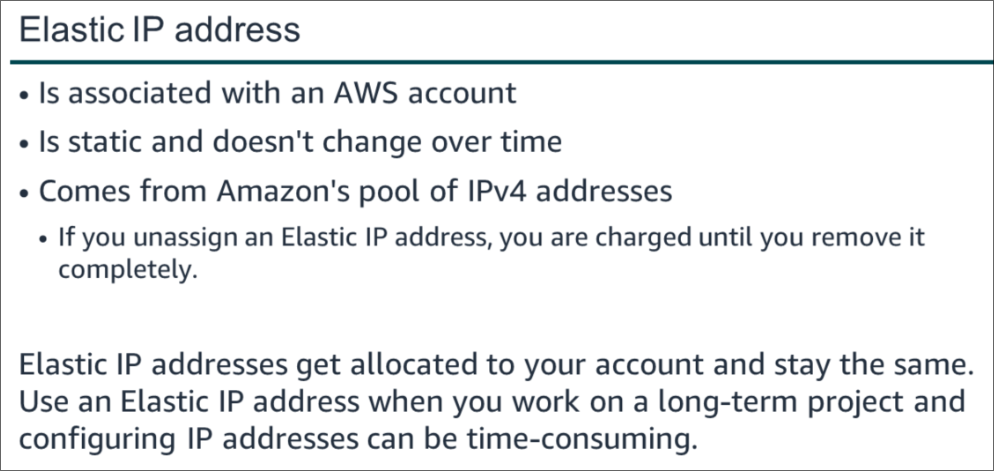 Elastic IP address
• Is associated with an AWS account
• Is static and doesn't change over time
• Comes from Amazon's pool of IPv4 addresses
• If you unassign an Elastic IP address, you are charged until you remove it
completely.
Elastic IP addresses get allocated to your account and stay the same.
Use an Elastic IP address when you work on a long-term project and
configuring IP addresses can be time-consuming.